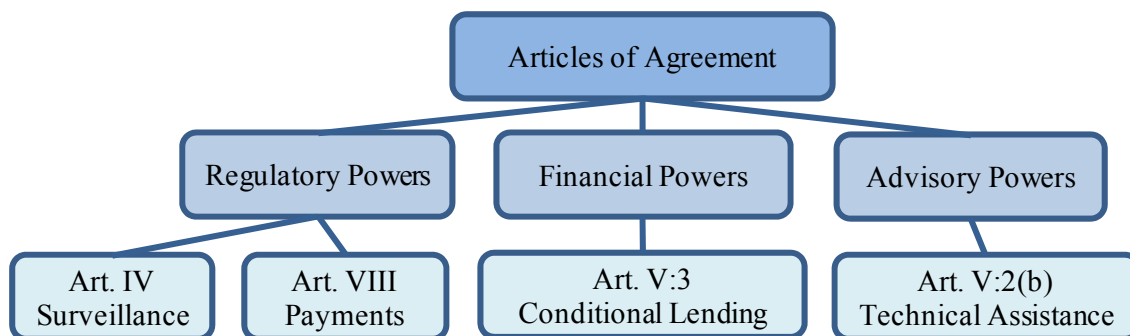 Articles of Agreement
Regulatory Powers
Financial Powers
Advisory Powers
Art. IV
Surveillance
Art. VIII
Payments
Art. V:3
Conditional Lending
Art. V:2(b)
Technical Assistance